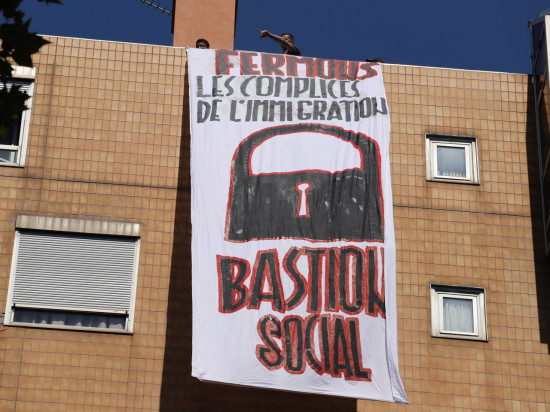 FERMONS
LES COMPLICES
DE L'IMMIGRATION
BASTION
SOCIAL